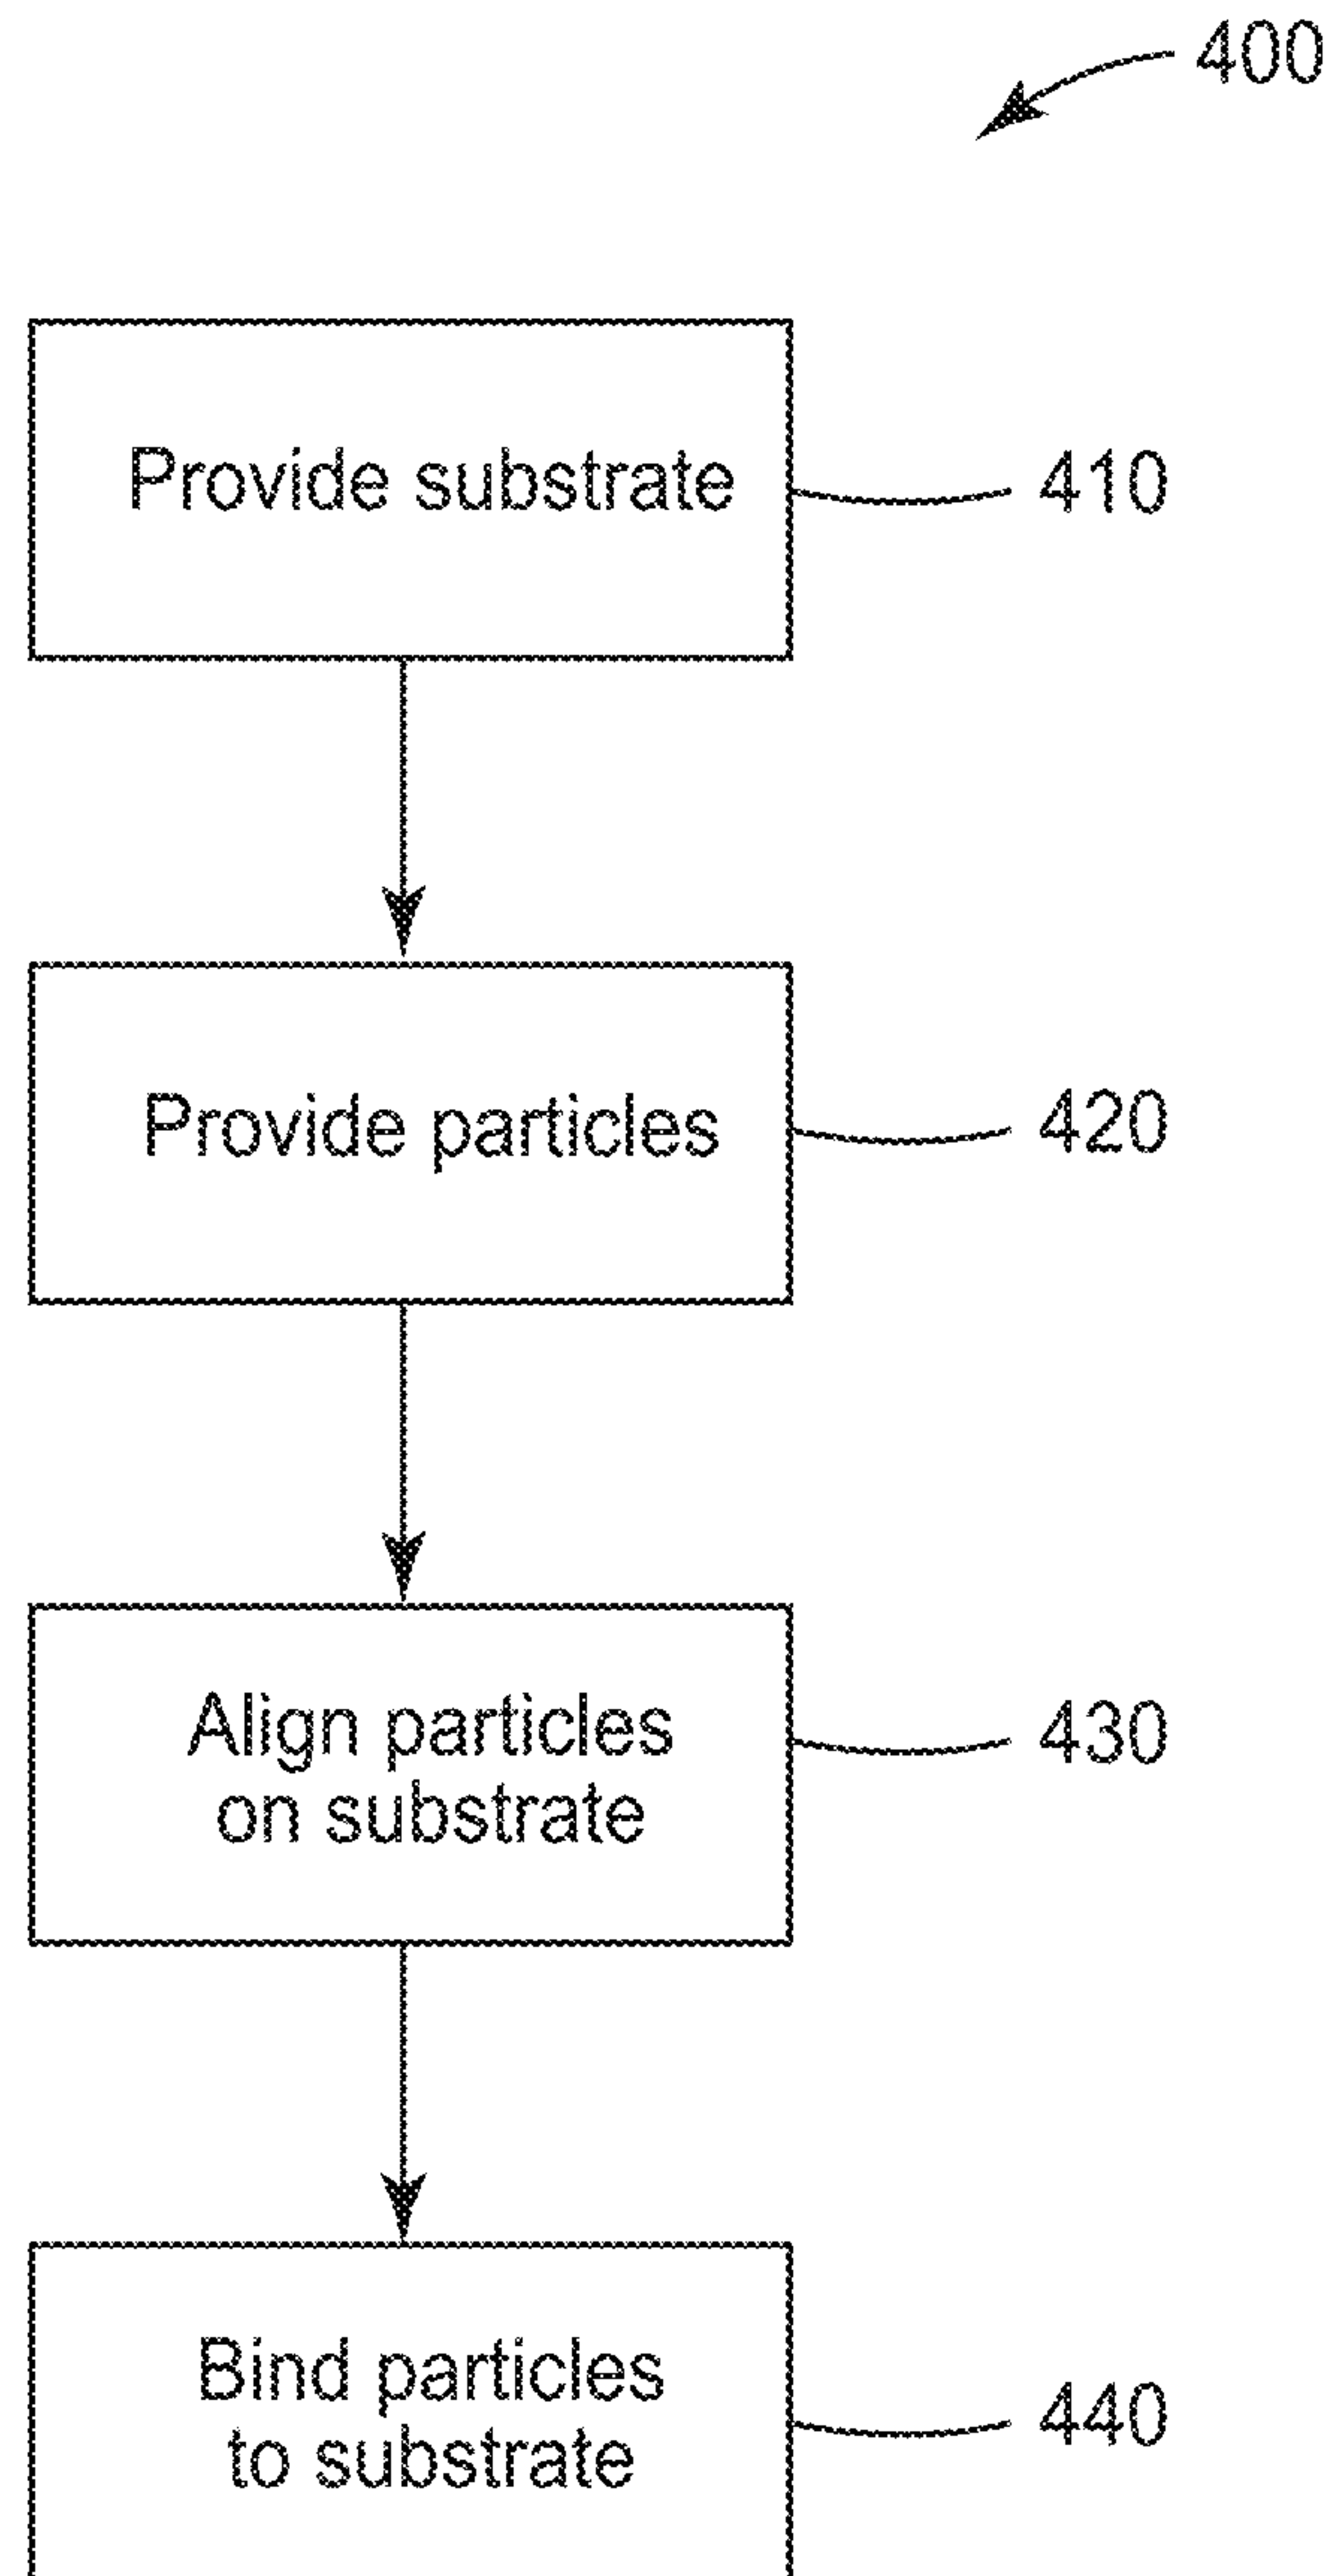 400
Provide substrate
410
Provide particles
420
Align particles
on substrate
430
Bind particles
to substrate
440